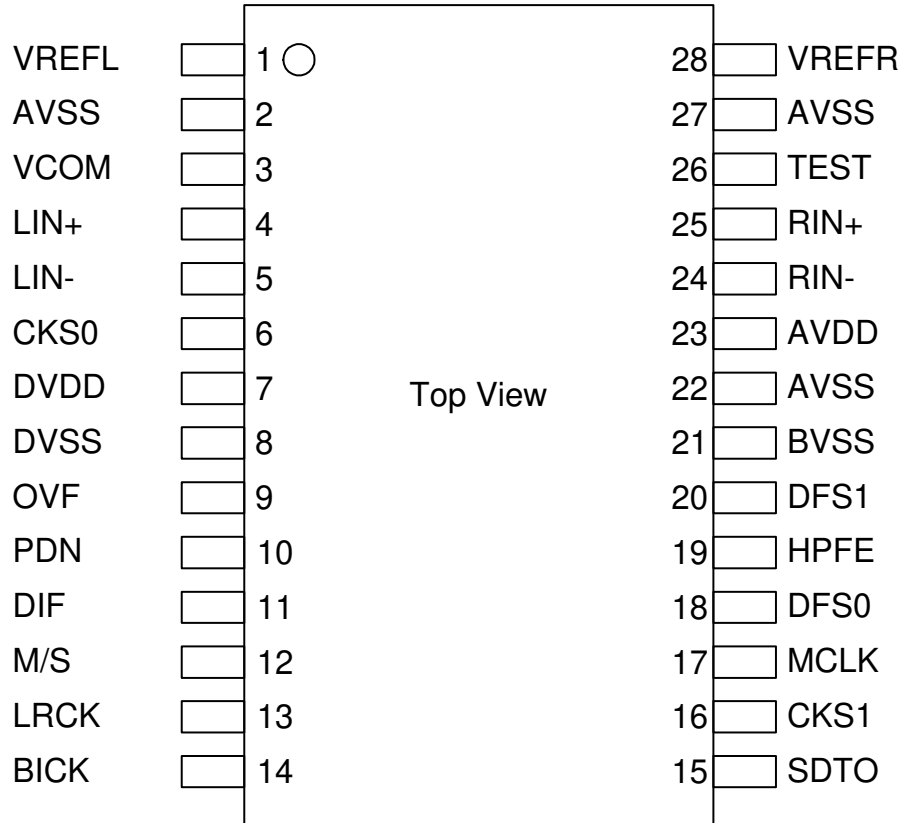 VREFL 1 28 VREFR
AVSS 2 27 AVSS
VCOM 3 26 TEST
LIN+ 4 25 RIN+
LIN- 5 24 RIN-
CKS0 6 23 AVDD
DVDD 7 Top View 22 AVSS
DVSS 8 21 BVSS
OVF 9 20 DFS1
PDN 10 19 HPFE
DIF 11 18 DFS0
M/S 12 17 MCLK
LRCK 13 16 CKS1
BICK 14 15 SDTO